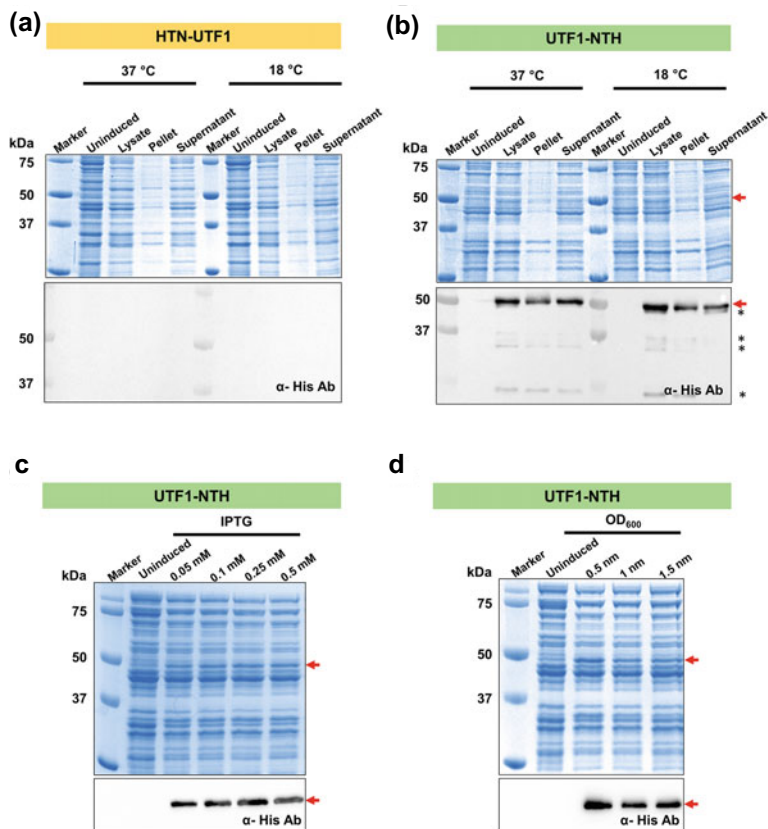 (a)
HTN-UTF1
37 °C
18 °C
kDa
Marker
Uninduced
Lysate
Pellet
Supernatant
Marker
Uninduced
Lysate
Pellet
Supernatant
75
50
37
50
37
α- His Ab
(b)
UTF1-NTH
37 °C
18 °C
kDa
Marker
Uninduced
Lysate
Pellet
Supernatant
Marker
Uninduced
Lysate
Pellet
Supernatant
75
50
37
50
37
*
*
*
*
α- His Ab
c
UTF1-NTH
IPTG
kDa
Marker
Uninduced
0.05 mM
0.1 mM
0.25 mM
0.5 mM
75
50
37
α- His Ab
d
UTF1-NTH
OD600
kDa
Marker
Uninduced
0.5 nm
1 nm
1.5 nm
75
50
37
α- His Ab